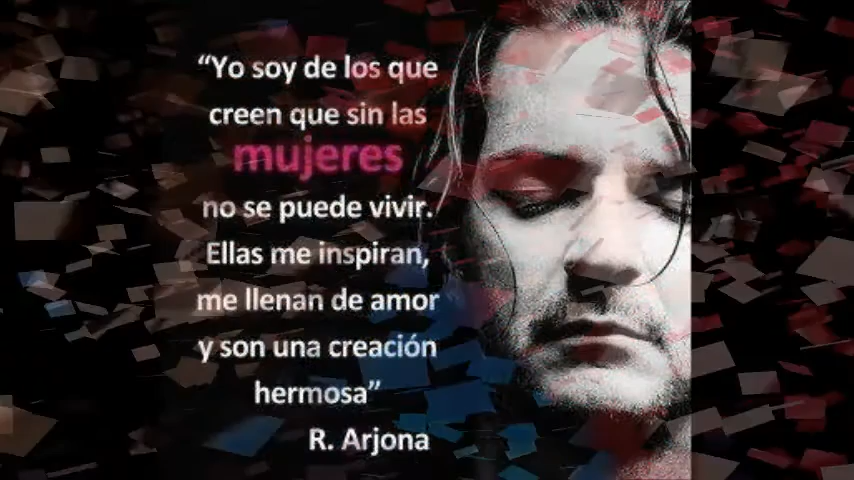 “Yo soy de los que
creen que sin las
mujeres
no se puede vivir.
Ellas me inspiran,
me llenan de amor
y son una creación
hermosa”
R. Arjona